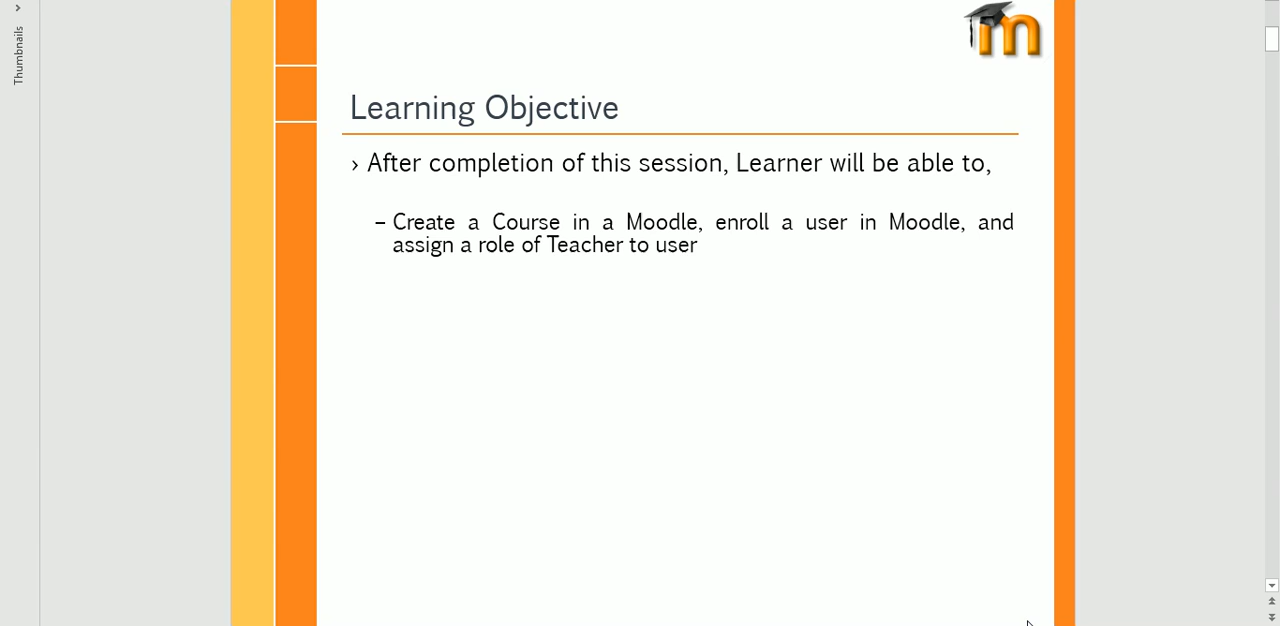 Thumbnails
m
Learning Objective
› After completion of this session, Learner will be able to,
– Create a Course in a Moodle, enroll a user in Moodle, and
assign a role of Teacher to user